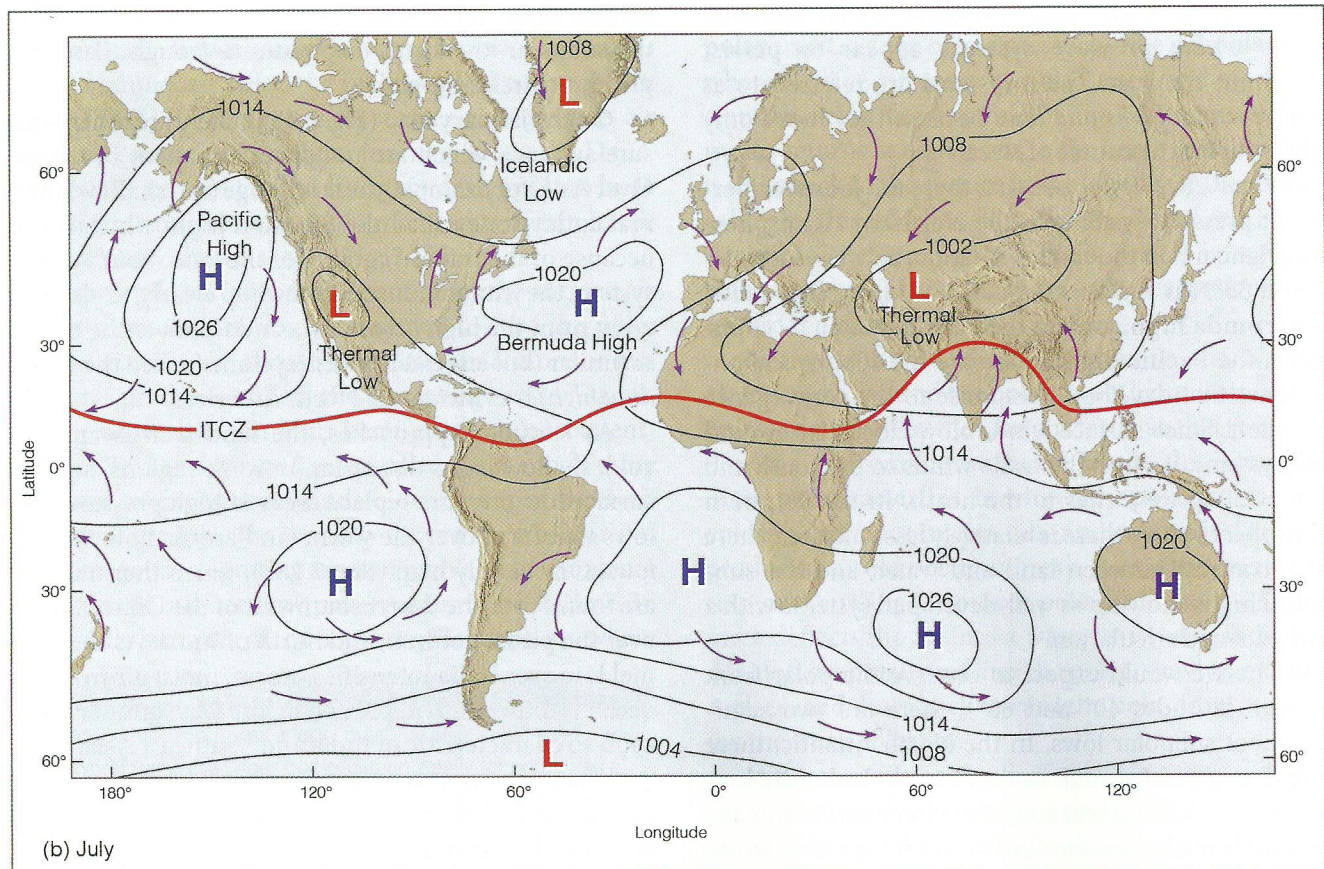 1008
L
1014
1008
Icelandic
Low
60°
60°
Pacific
High
H
1002
L
1020
H
Thermal
Low
L
1026
Bermuda High
30°
Thermal
Low
30°
1020
1014
ITCZ
1014
Latitude
0°
0°
1014
1020
1020
1020
H
H
H
30°
1026
30°
H
1014
1004
1008
60°
L
60°
180°
120°
60°
0°
60°
120°
Longitude
(b) July